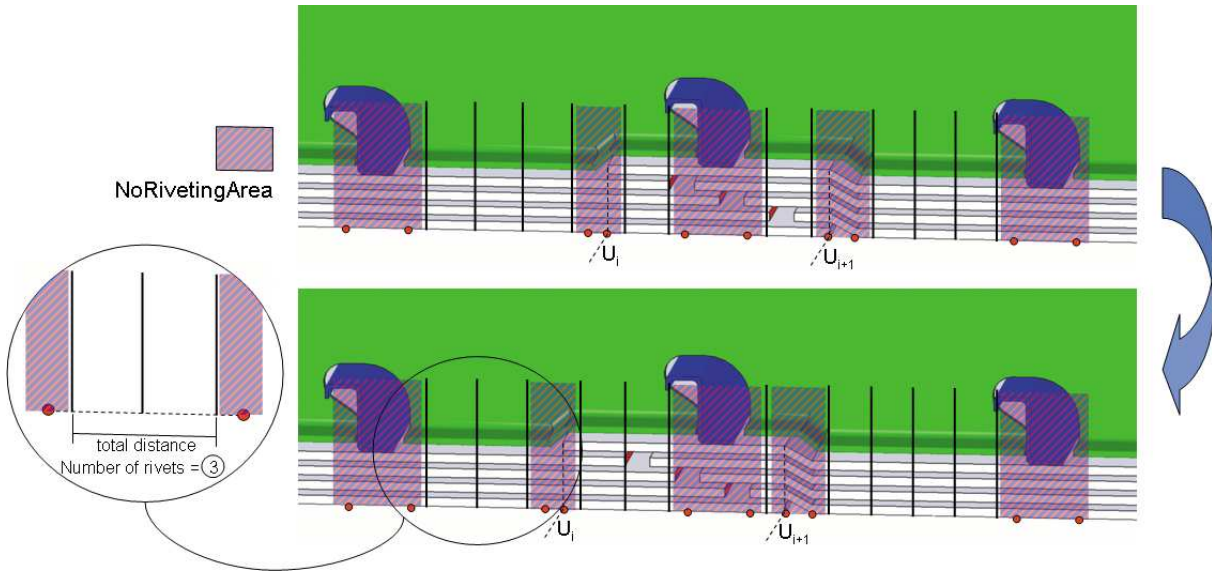 NoRivetingArea
Ui
Ui+1
total distance
Number of rivets = 3
Ui
Ui+1